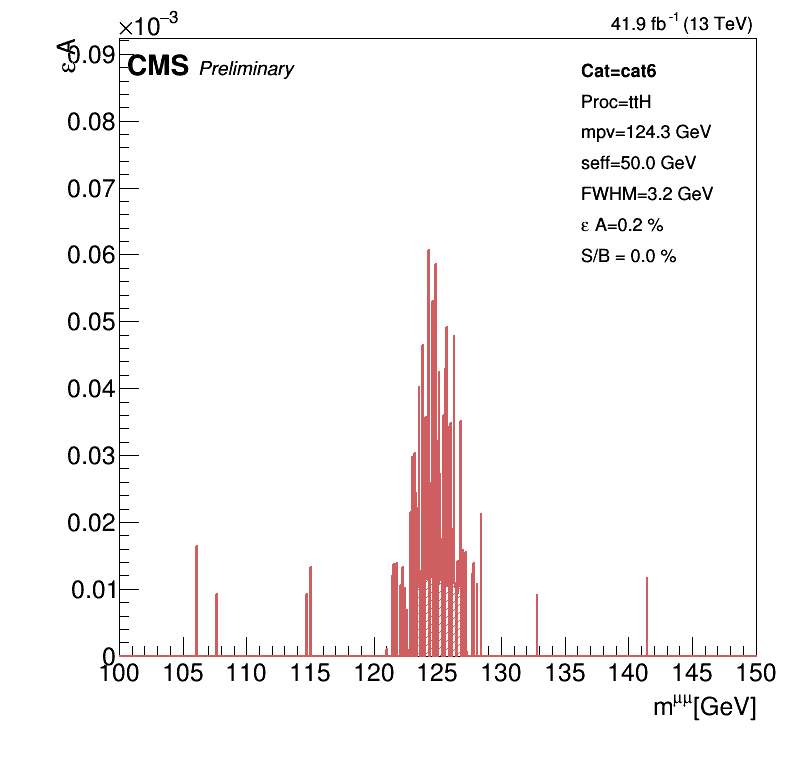 ×10⁻³
41.9 fb⁻¹ (13 TeV)
ε A
CMS Preliminary
Cat=cat6
Proc=ttH
mpv=124.3 GeV
seff=50.0 GeV
FWHM=3.2 GeV
ε A=0.2 %
S/B = 0.0 %
0.09
0.08
0.07
0.06
0.05
0.04
0.03
0.02
0.01
0
100 105 110 115 120 125 130 135 140 145 150
m^μμ[GeV]